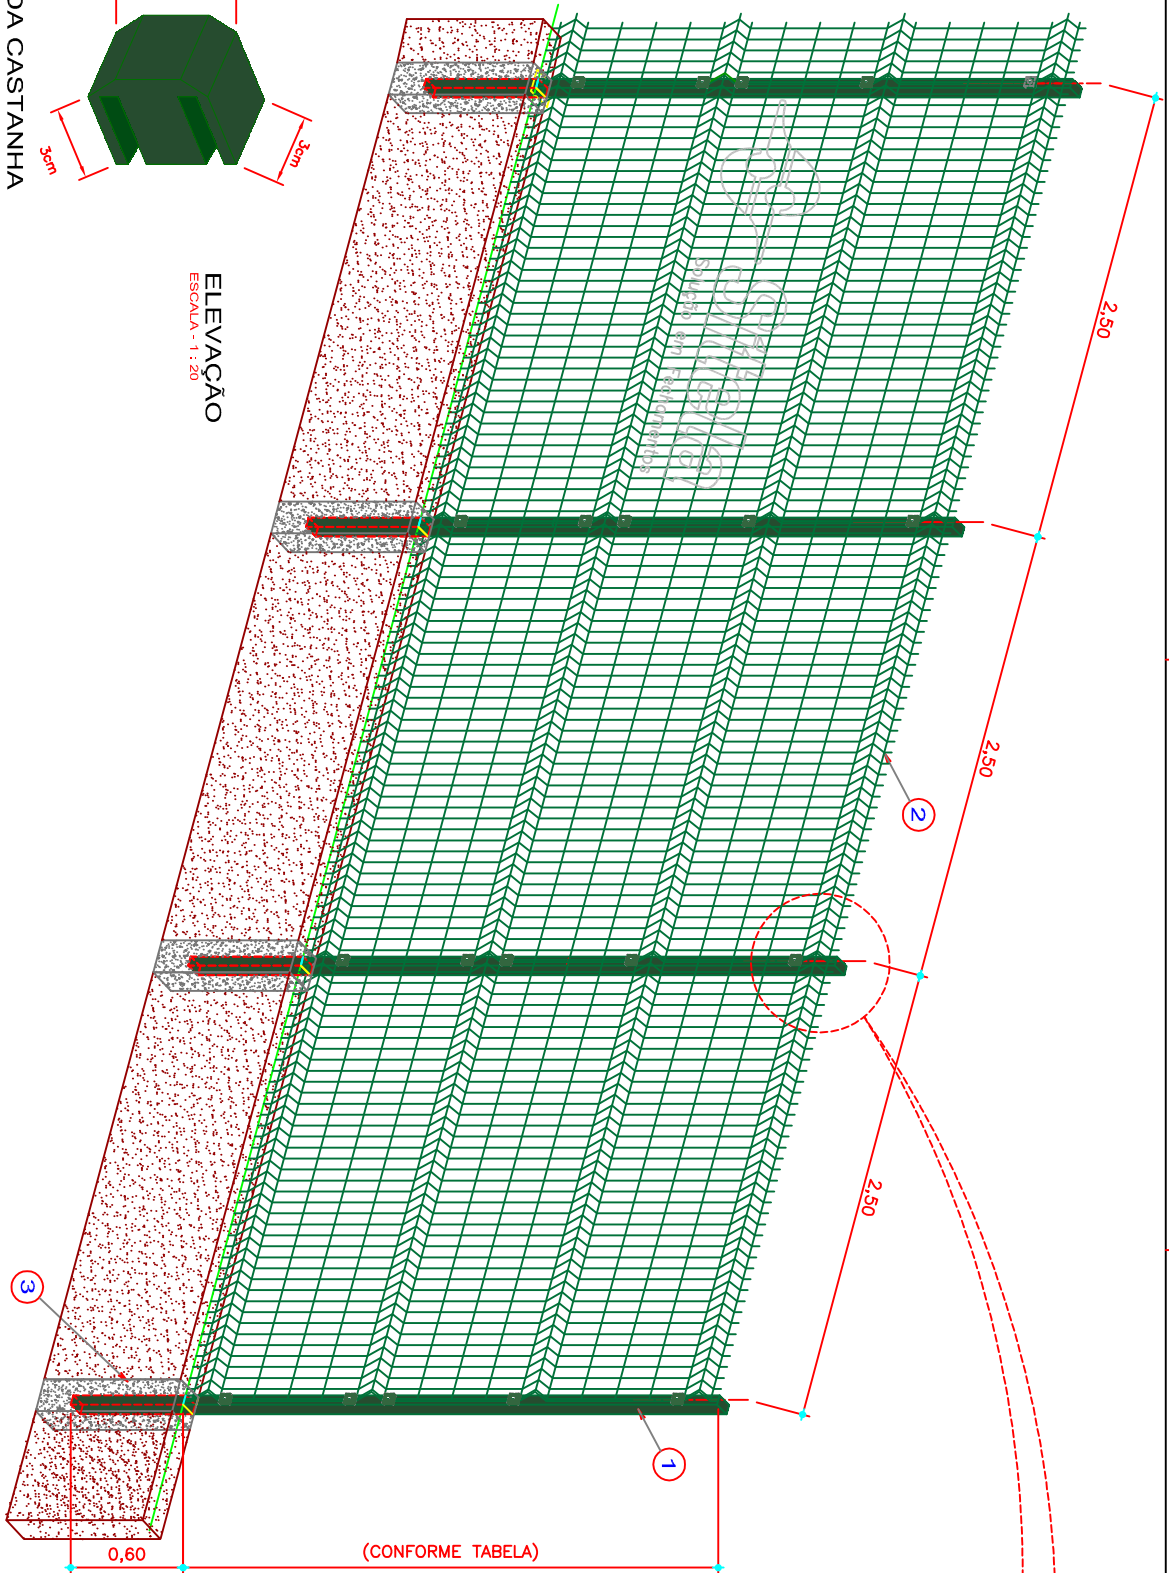 2,50
2,50
2,50
2
1
3
0,60
(CONFORME TABELA)
Sítuale
Solução em Fechamentos
ELEVAÇÃO
ESCALA - 1 : 20
3cm
3cm
DA CASTANHA